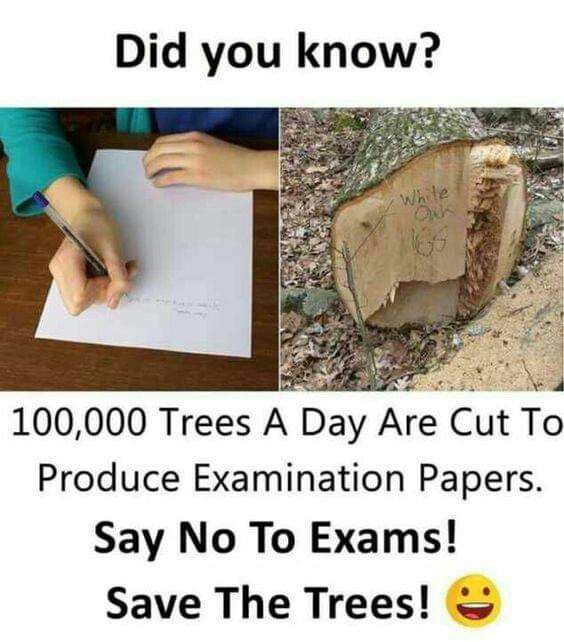 Did you know?
White
Oak
165
100,000 Trees A Day Are Cut To
Produce Examination Papers.
Say No To Exams!
Save The Trees!